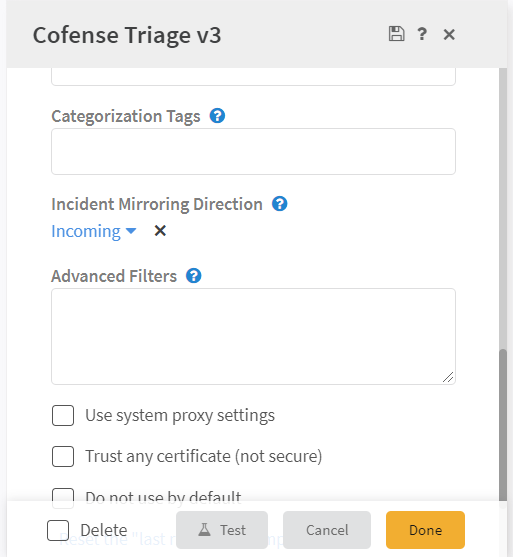 Cofense Triage v3
?
Categorization Tags ?
Incident Mirroring Direction ?
Incoming
Advanced Filters ?
Use system proxy settings
Trust any certificate (not secure)
Do not use by default
Reset the "last
Delete Test Cancel Done